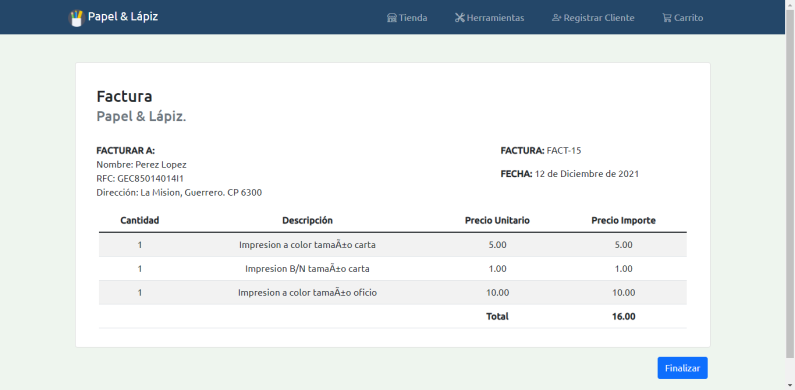 Papel & Lápiz
Tienda
Herramientas
Registrar Cliente
Carrito
Factura
Papel & Lápiz.
FACTURAR A:
Nombre: Perez Lopez
RFC: GEC85014014I1
Dirección: La Mision, Guerrero. CP 6300
FACTURA: FACT-15
FECHA: 12 de Diciembre de 2021
Cantidad Descripción Precio Unitario Precio Importe
1 Impresion a color tamaÃ±o carta 5.00 5.00
1 Impresion B/N tamaÃ±o carta 1.00 1.00
1 Impresion a color tamaÃ±o oficio 10.00 10.00
Total 16.00
Finalizar